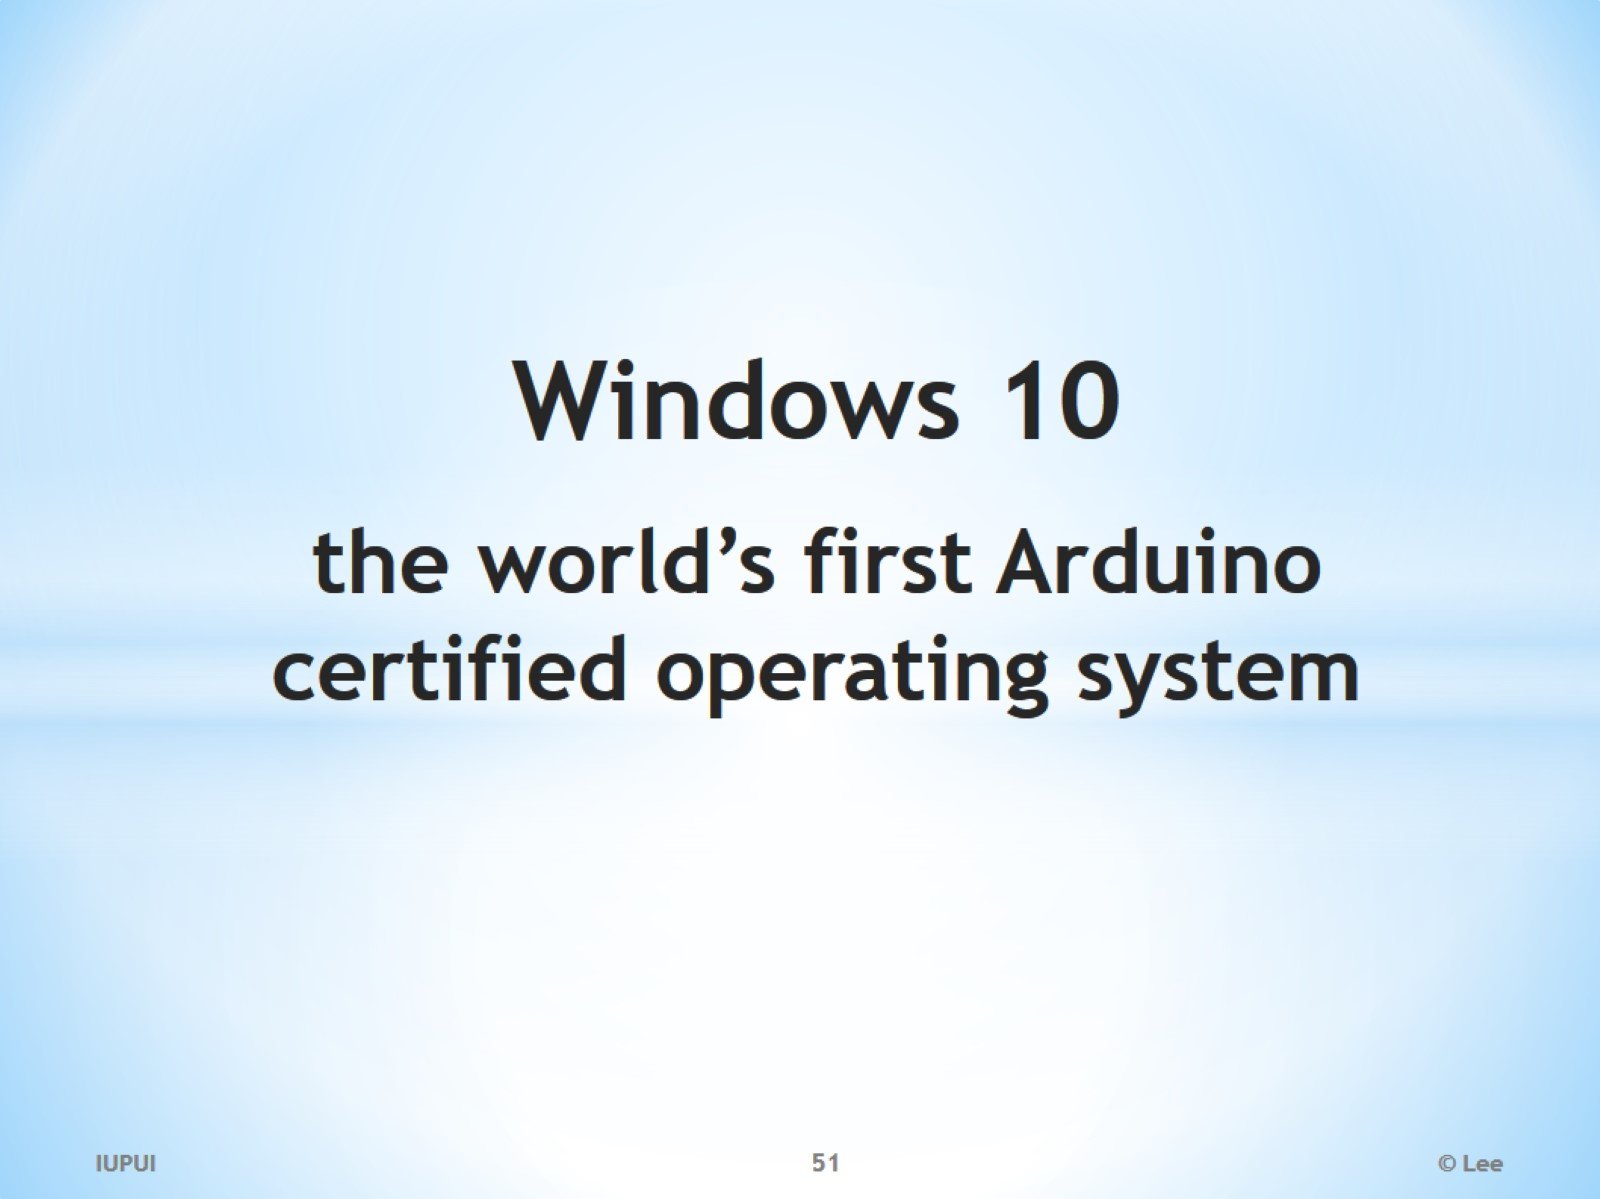 Windows 10
the world’s first Arduino
certified operating system
IUPUI
51
© Lee